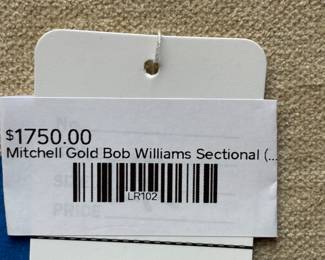 $1750.00
Mitchell Gold Bob Williams Sectional (...
LR102